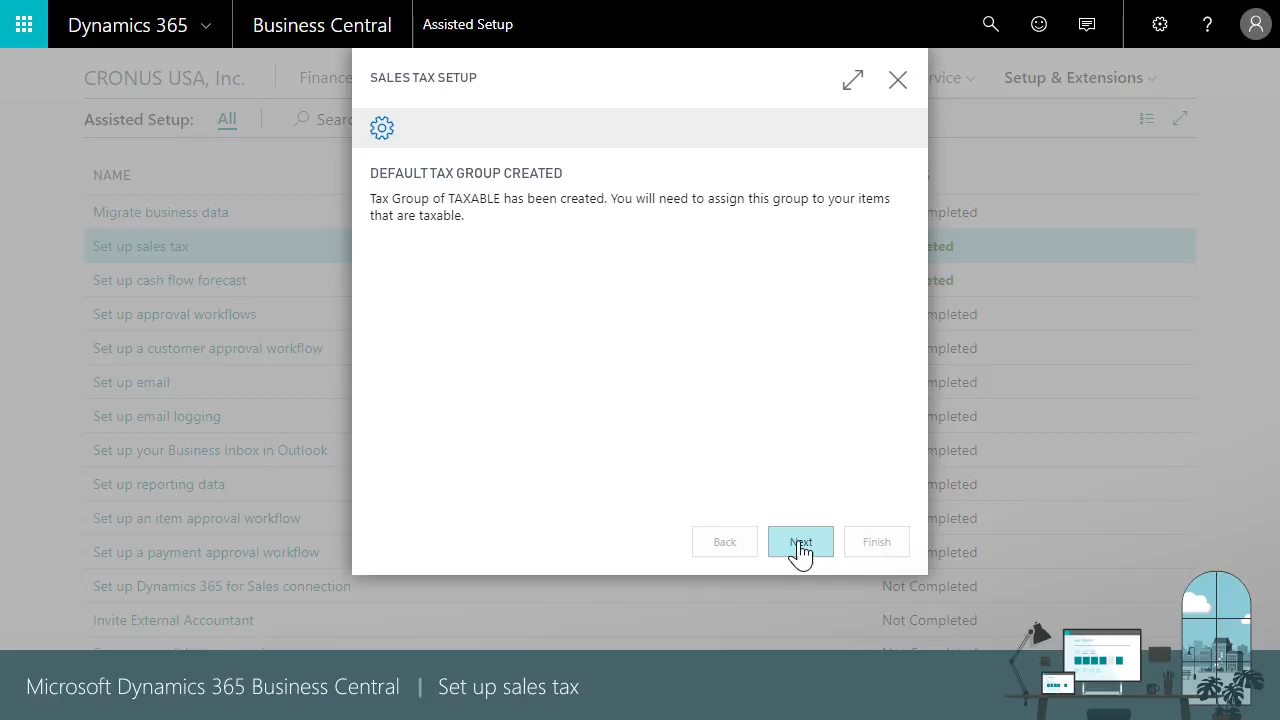 Dynamics 365
Business Central
Assisted Setup
CRONUS USA, Inc.
Finance
Setup & Extensions
Assisted Setup:
All
NAME
Migrate business data
Set up sales tax
Set up cash flow forecast
Set up approval workflows
Set up a customer approval workflow
Set up email
Set up email logging
Set up your Business Inbox in Outlook
Set up reporting data
Set up an item approval workflow
Set up a payment approval workflow
Set up Dynamics 365 for Sales connection
Not Completed
Invite External Accountant
Not Completed
SALES TAX SETUP
DEFAULT TAX GROUP CREATED
Tax Group of TAXABLE has been created. You will need to assign this group to your items
that are taxable.
Back
Next
Finish
Microsoft Dynamics 365 Business Central | Set up sales tax